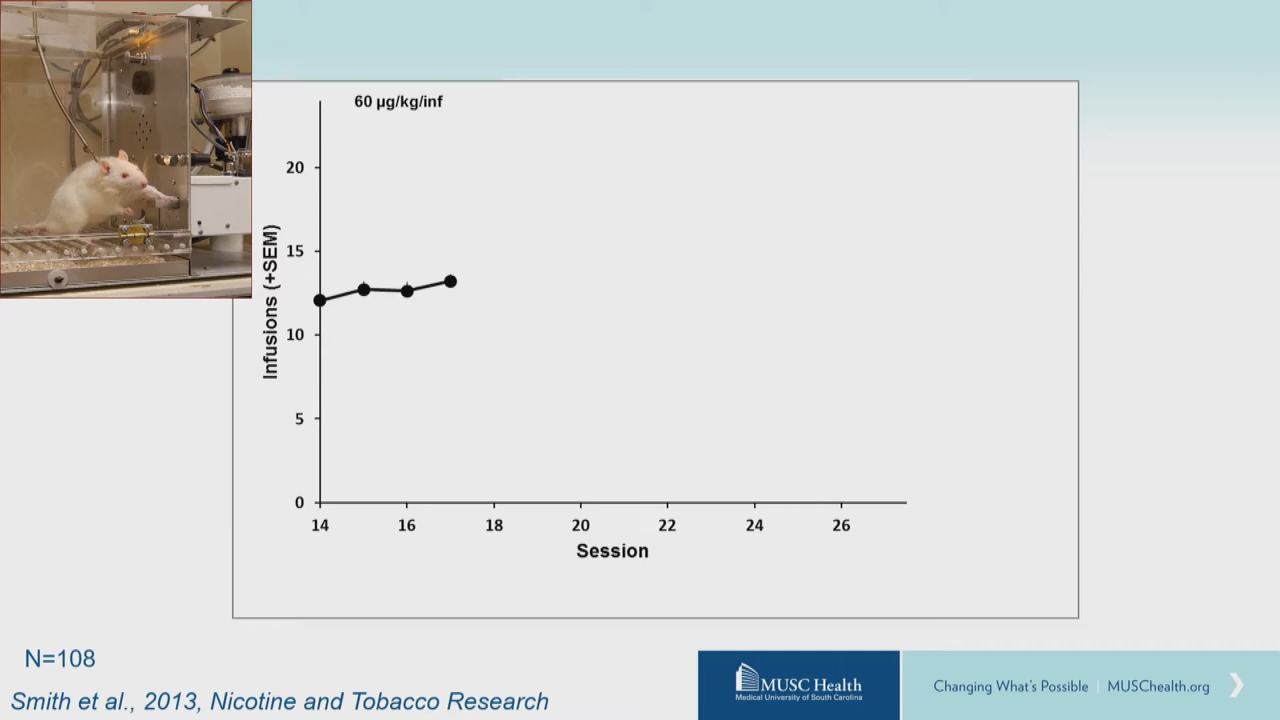 60 µg/kg/inf
20
15
10
5
0
Infusions (+SEM)
14 16 18 20 22 24 26
Session
N=108
Smith et al., 2013, Nicotine and Tobacco Research
MUSC Health
Medical University of South Carolina
Changing What's Possible | MUSChealth.org